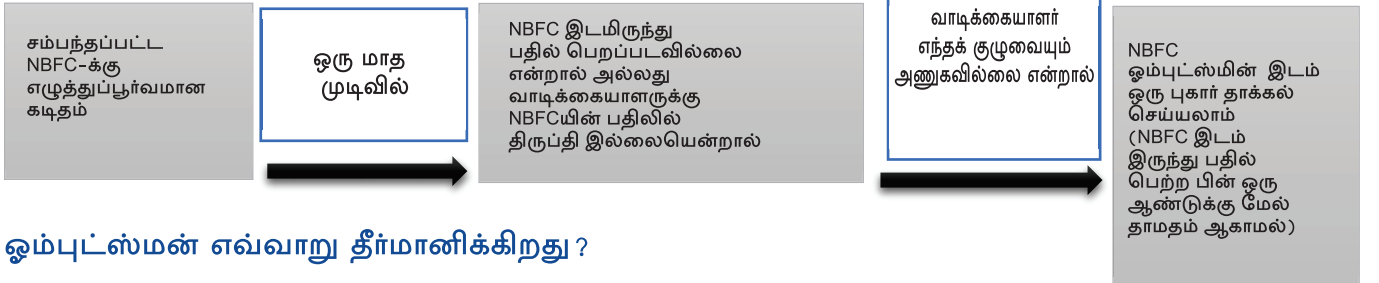 சம்பந்தப்பட்ட
NBFC-க்கு
எழுத்துப்பூர்வமான
கடிதம்
ஒரு மாத
முடிவில்
NBFC இடமிருந்து
பதில் பெறப்படவில்லை
என்றால் அல்லது
வாடிக்கையாளருக்கு
NBFCயின் பதிலில்
திருப்தி இல்லையென்றால்
வாடிக்கையாளர்
எந்தக் குழுவையும்
அணுகவில்லை என்றால்
NBFC
ஓம்புட்ஸ்மின் இடம்
ஒரு புகார் தாக்கல்
செய்யலாம்
(NBFC இடம்
இருந்து பதில்
பெற்ற பின் ஒரு
ஆண்டுக்கு மேல்
தாமதம் ஆகாமல்)
ஓம்புட்ஸ்மன் எவ்வாறு தீர்மானிக்கிறது ?